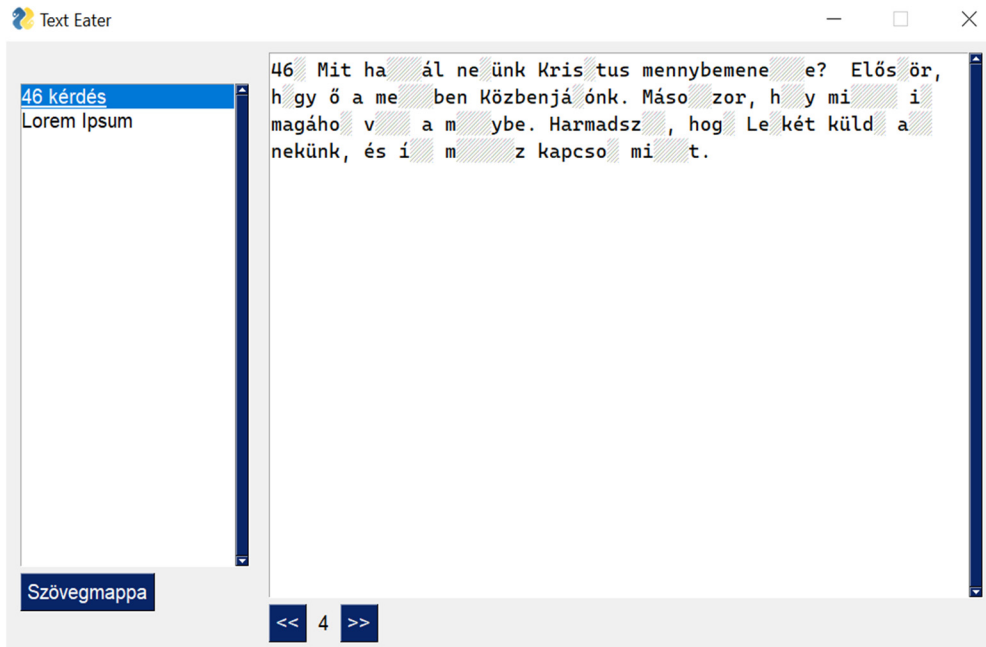 Text Eater
46 kérdés
Lorem Ipsum
Szövegmappa
46░ Mit ha░░░ál ne░ünk Kris░tus mennybemene░░░e?  Elős░ör,
h░gy ő a me░░░ben Közbenjá░ónk. Máso░░zor, h░░y mi░░░░ i░
magáho░ v░░░ a m░░░ybe. Harmadsz░░, hog░ Le░két küld░ a░░
nekünk, és í░░ m░░░░░z kapcso░ mi░░░t.
<< 4 >>